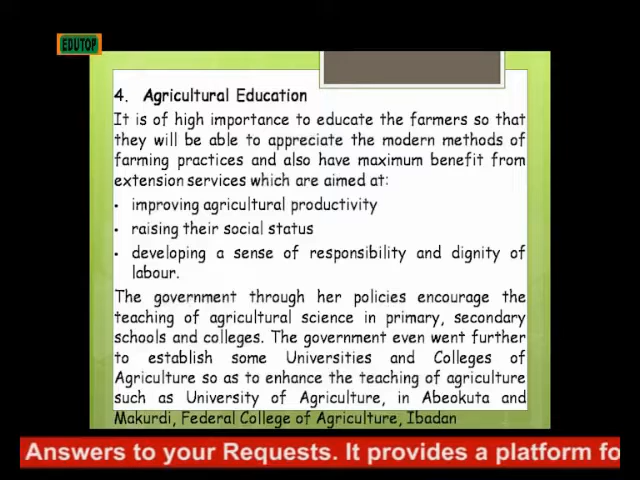 EDUTOP
4. Agricultural Education
It is of high importance to educate the farmers so that
they will be able to appreciate the modern methods of
farming practices and also have maximum benefit from
extension services which are aimed at:
• improving agricultural productivity
• raising their social status
• developing a sense of responsibility and dignity of
labour.
The government through her policies encourage the
teaching of agricultural science in primary, secondary
schools and colleges. The government even went further
to establish some Universities and Colleges of
Agriculture so as to enhance the teaching of agriculture
such as University of Agriculture, in Abeokuta and
Makurdi, Federal College of Agriculture, Ibadan
Answers to your Requests. It provides a platform fo